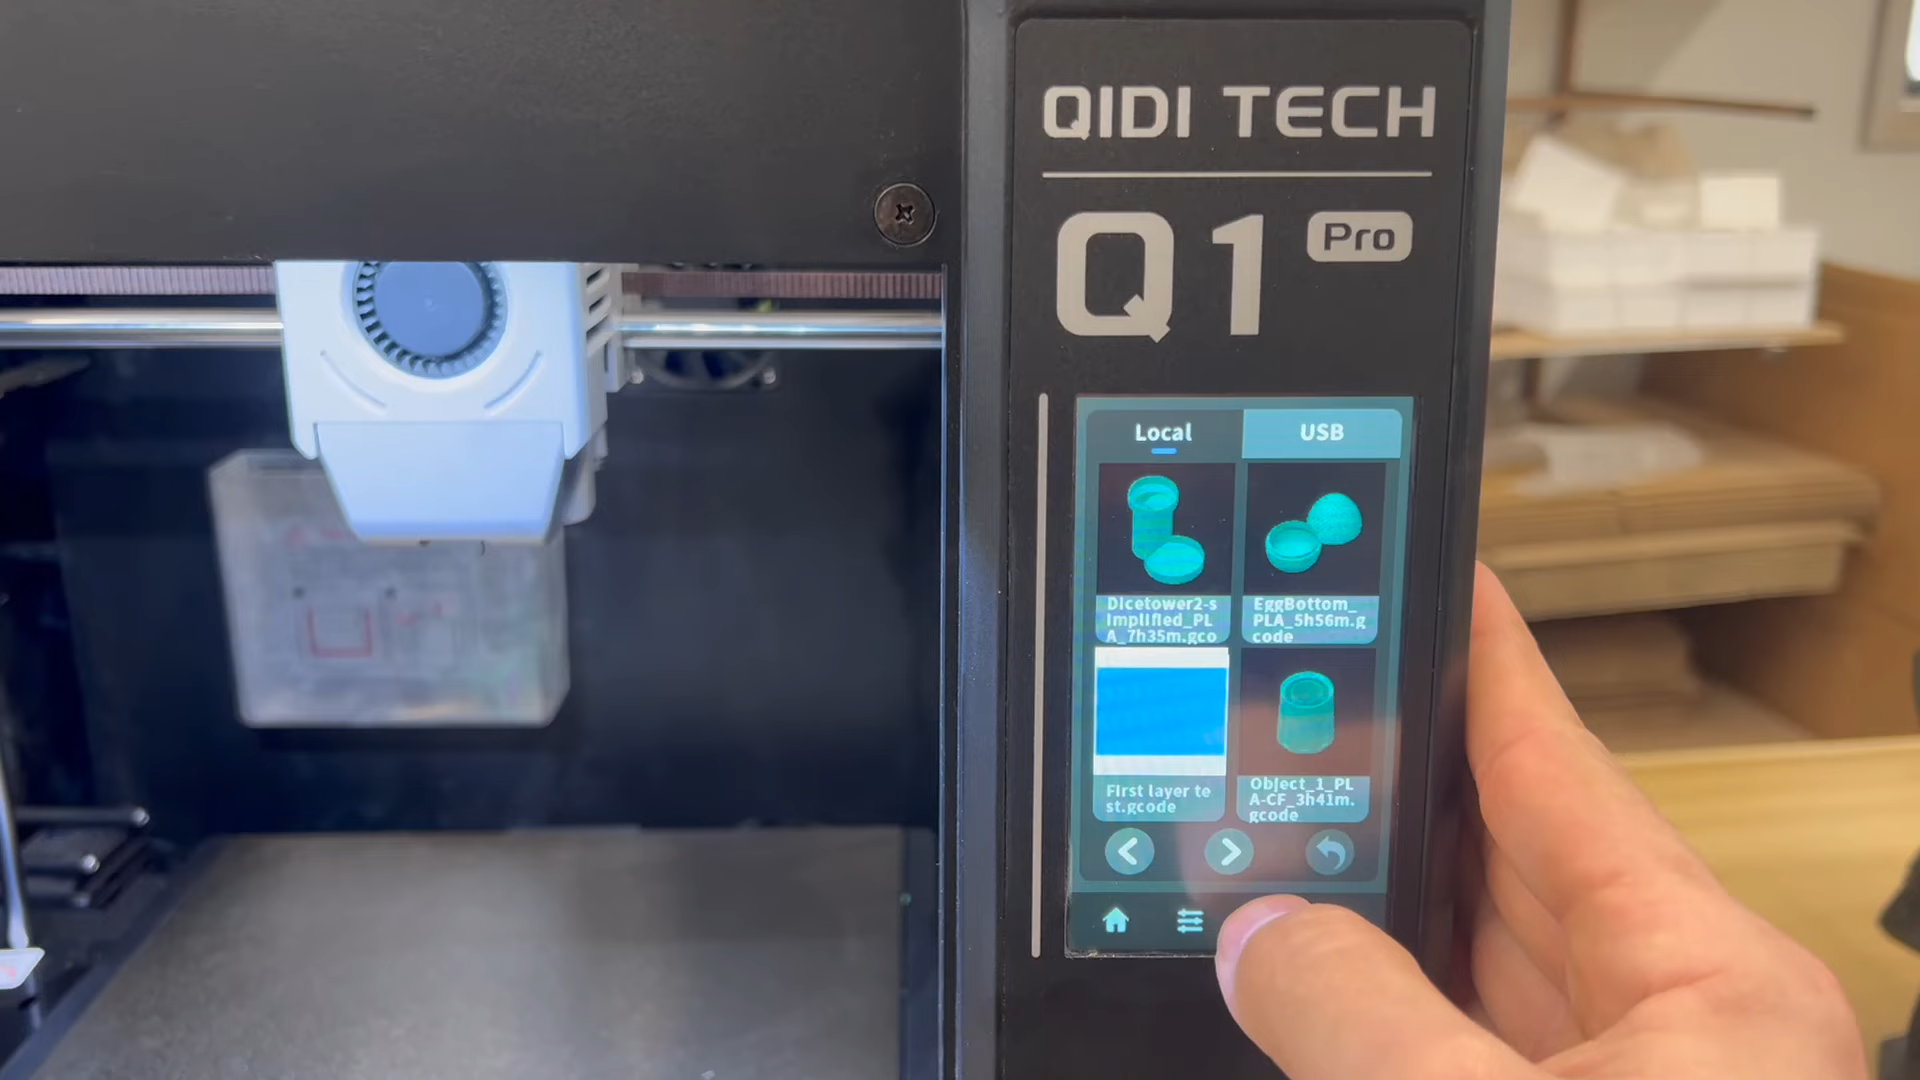 QIDI TECH
Q1 Pro
Local
USB
Dicetower2-s
implified_PL
A_7h35m.gco
EggBottom_
PLA_5h56m.g
code
First layer te
st.gcode
Object_1_PL
A-CF_3h41m.
gcode